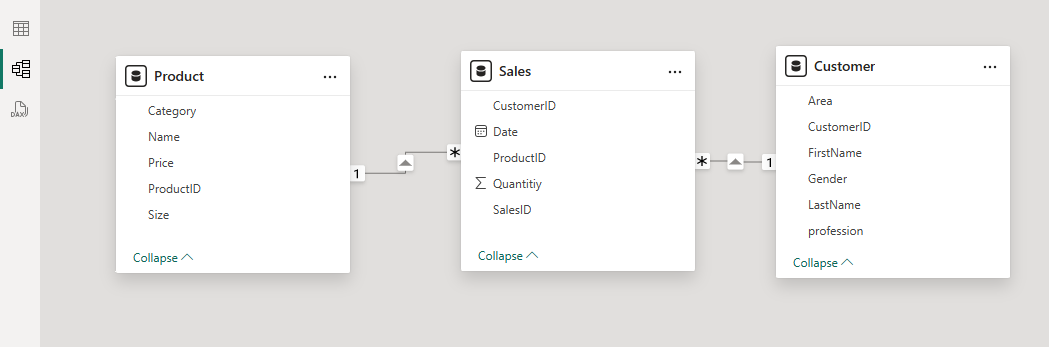 DAX
Product
...
Category
Name
Price
ProductID
Size
Collapse
1
*
Sales
...
CustomerID
Date
ProductID
Σ Quantitiy
SalesID
Collapse
*
1
Customer
...
Area
CustomerID
FirstName
Gender
LastName
profession
Collapse